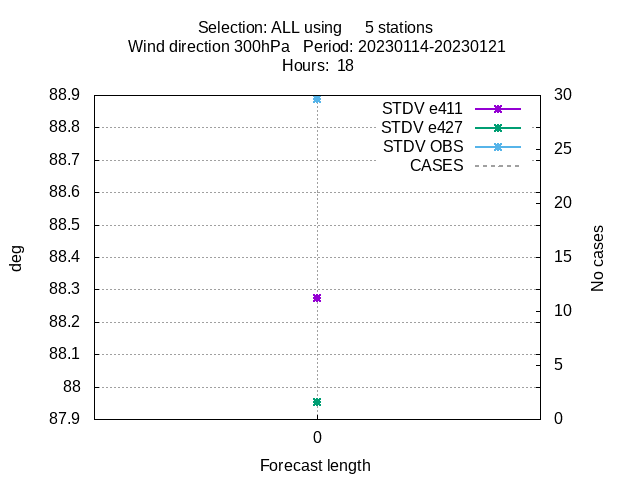 Selection: ALL using 5 stations
Wind direction 300hPa Period: 20230114-20230121
Hours: 18
88.9
88.8
88.7
88.6
88.5
88.4
88.3
88.2
88.1
88
87.9
deg
STDV e411
STDV e427
STDV OBS
CASES
30
25
20
15
10
5
0
No cases
0
Forecast length